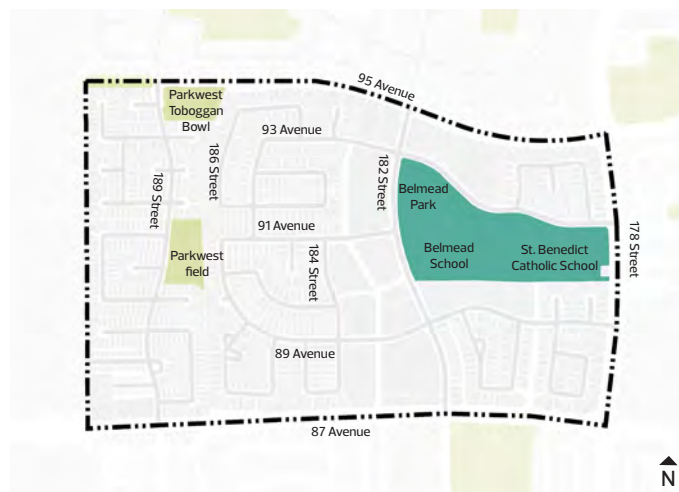 95 Avenue
Parkwest
Toboggan
Bowl
93 Avenue
186 Street
182 Street
189 Street
Belmead
Park
91 Avenue
178 Street
Parkwest
field
184 Street
Belmead
School
St. Benedict
Catholic School
89 Avenue
87 Avenue
N